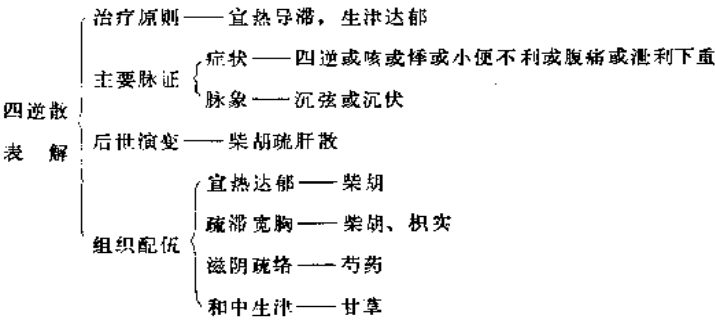 治疗原则——宣热导滞，生津达郁
症状——四逆或咳或悸或小便不利或腹痛或泄利下重
主要脉证
脉象——沉弦或沉伏
四逆散
表解
后世演变——柴胡疏肝散
宣热达郁——柴胡
疏滞宽胸——柴胡、枳实
组织配伍
滋阴疏络——芍药
和中生津——甘草